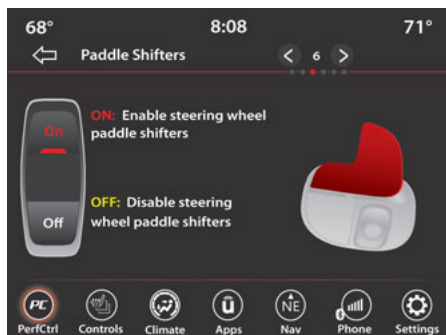 68° 8:08 71°
Paddle Shifters < 6 >
On
ON: Enable steering wheel
paddle shifters
Off
OFF: Disable steering
wheel paddle shifters
PC
ū
NE
PerfCtrl Controls Climate Apps Nav Phone Settings